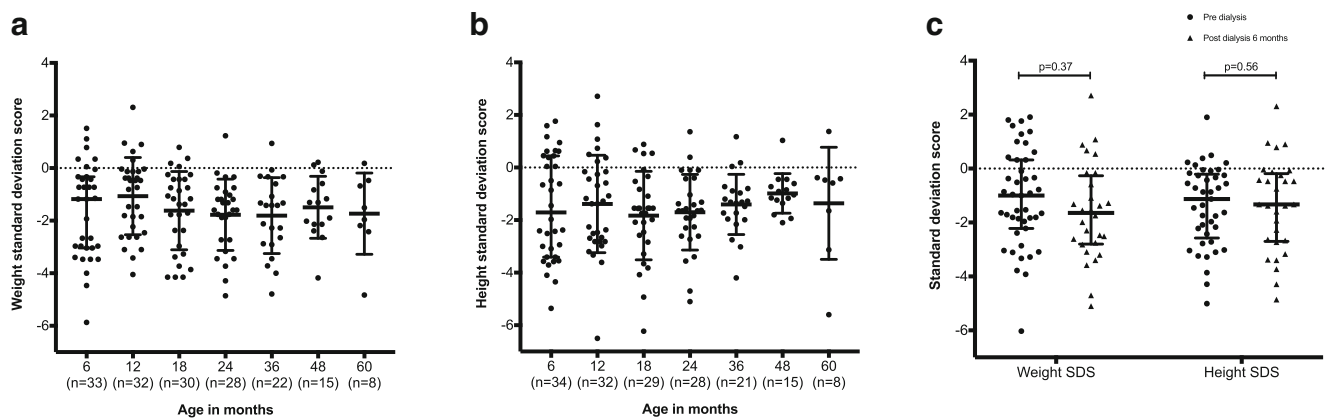 a
Weight standard deviation score
4
2
0
-2
-4
-6
6 12 18 24 36 48 60
(n=33) (n=32) (n=30) (n=28) (n=22) (n=15) (n=8)
Age in months
b
Height standard deviation score
4
2
0
-2
-4
-6
6 12 18 24 36 48 60
(n=34) (n=32) (n=29) (n=28) (n=21) (n=15) (n=8)
Age in months
c
Pre dialysis
Post dialysis 6 months
Standard deviation score
4
2
0
-2
-4
-6
p=0.37 p=0.56
Weight SDS Height SDS